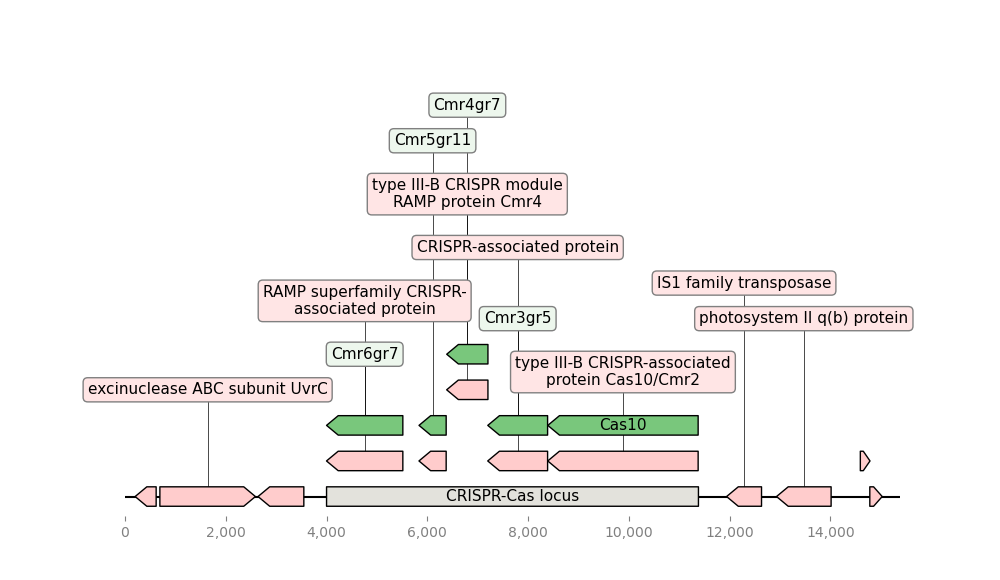 Cmr4gr7
Cmr5gr11
type III-B CRISPR module
RAMP protein Cmr4
CRISPR-associated protein
IS1 family transposase
RAMP superfamily CRISPR-
associated protein
Cmr3gr5
photosystem II q(b) protein
Cmr6gr7
type III-B CRISPR-associated
protein Cas10/Cmr2
excinuclease ABC subunit UvrC
Cas10
CRISPR-Cas locus
0 2,000 4,000 6,000 8,000 10,000 12,000 14,000